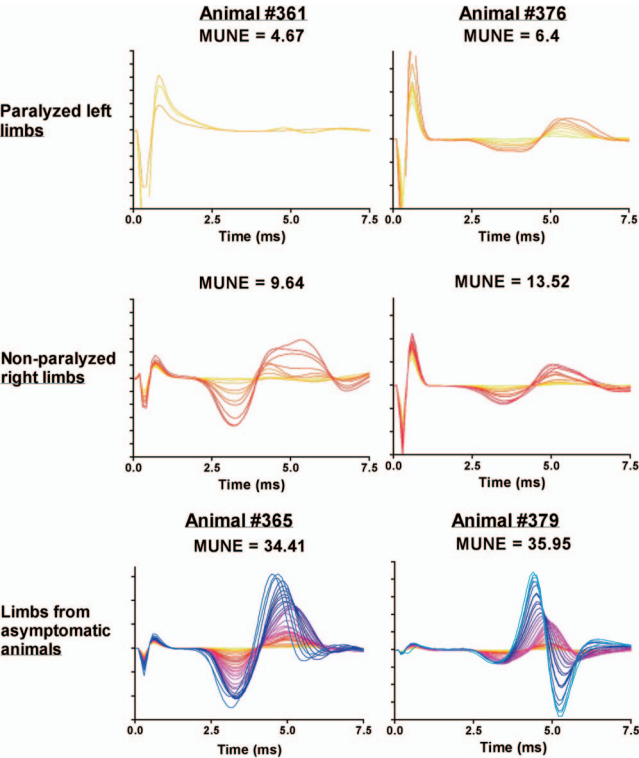 Animal #361
Animal #376
MUNE = 4.67
MUNE = 6.4
Paralyzed left
limbs
0.0 2.5 5.0 7.5
Time (ms)
0.0 2.5 5.0 7.5
Time (ms)
MUNE = 9.64
MUNE = 13.52
Non-paralyzed
right limbs
0.0 2.5 5.0 7.5
Time (ms)
0.0 2.5 5.0 7.5
Time (ms)
Animal #365
Animal #379
MUNE = 34.41
MUNE = 35.95
Limbs from
asymptomatic
animals
0.0 2.5 5.0 7.5
Time (ms)
0.0 2.5 5.0 7.5
Time (ms)